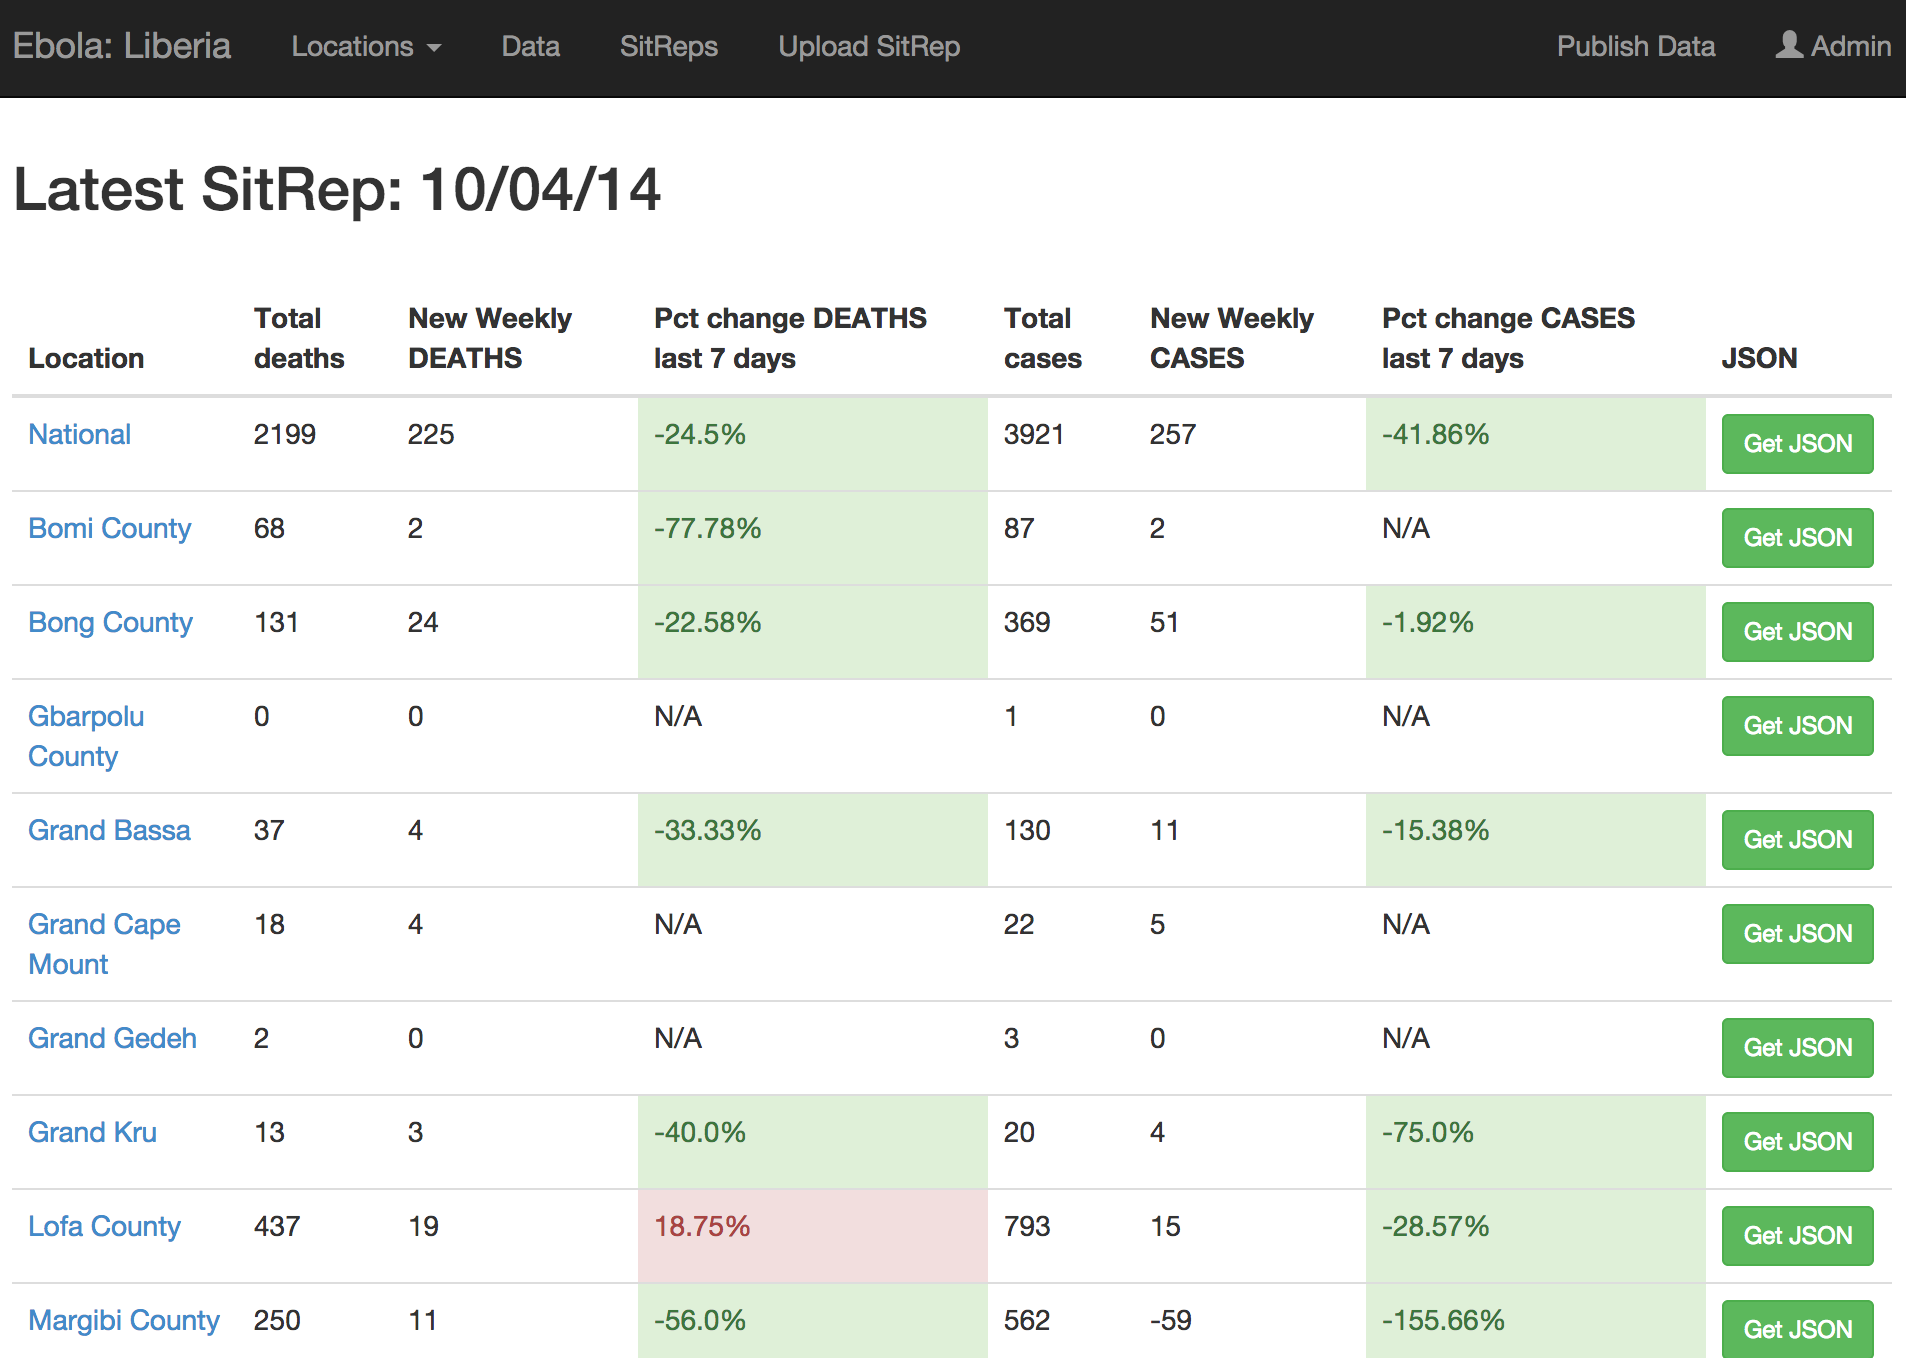 Ebola: Liberia Locations Data SitReps Upload SitRep Publish Data Admin
Latest SitRep: 10/04/14
Location Total deaths New Weekly DEATHS Pct change DEATHS last 7 days Total cases New Weekly CASES Pct change CASES last 7 days JSON
National 2199 225 -24.5% 3921 257 -41.86% Get JSON
Bomi County 68 2 -77.78% 87 2 N/A Get JSON
Bong County 131 24 -22.58% 369 51 -1.92% Get JSON
Gbarpolu County 0 0 N/A 1 0 N/A Get JSON
Grand Bassa 37 4 -33.33% 130 11 -15.38% Get JSON
Grand Cape Mount 18 4 N/A 22 5 N/A Get JSON
Grand Gedeh 2 0 N/A 3 0 N/A Get JSON
Grand Kru 13 3 -40.0% 20 4 -75.0% Get JSON
Lofa County 437 19 18.75% 793 15 -28.57% Get JSON
Margibi County 250 11 -56.0% 562 -59 -155.66% Get JSON